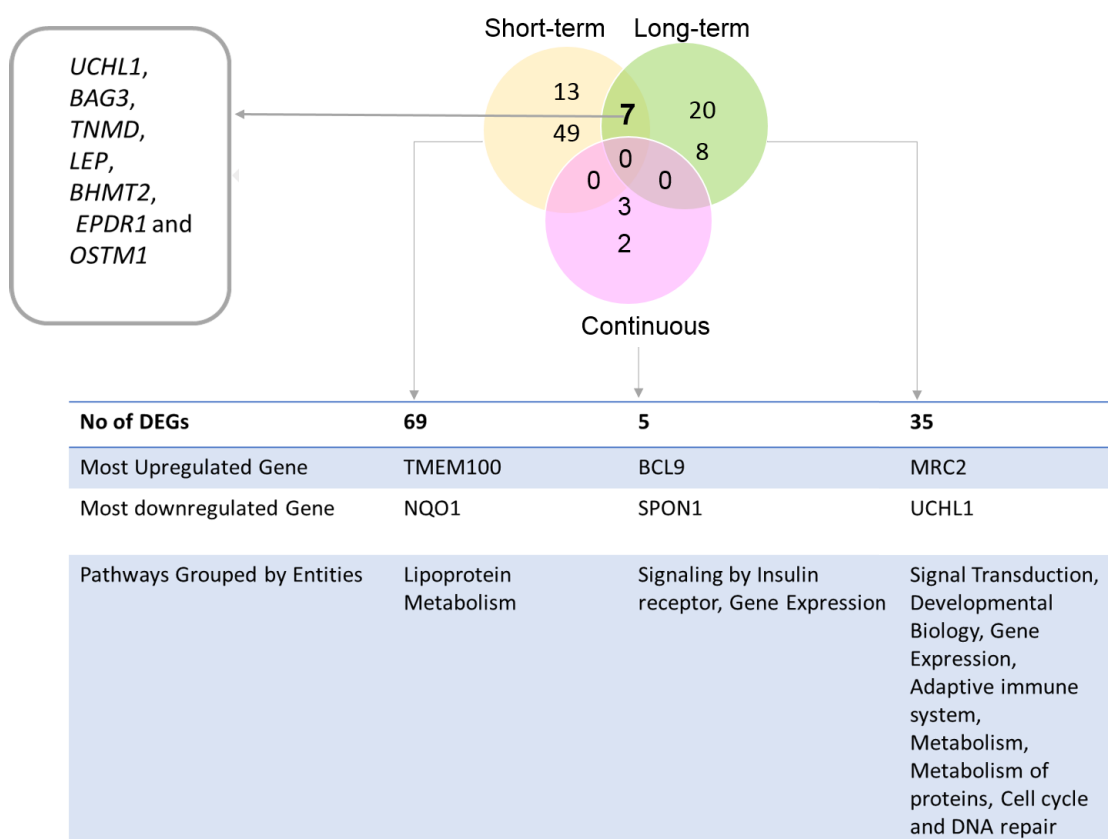 Short-term Long-term
UCHL1,
BAG3,
TNMD,
LEP,
BHMT2,
EPDR1 and
OSTM1
13
49
7
20
8
0
0
0
3
2
Continuous
No of DEGs 69 5 35
Most Upregulated Gene TMEM100 BCL9 MRC2
Most downregulated Gene NQO1 SPON1 UCHL1
Pathways Grouped by Entities
Lipoprotein
Metabolism
Signaling by Insulin
receptor, Gene Expression
Signal Transduction,
Developmental
Biology, Gene
Expression,
Adaptive immune
system,
Metabolism,
Metabolism of
proteins, Cell cycle
and DNA repair